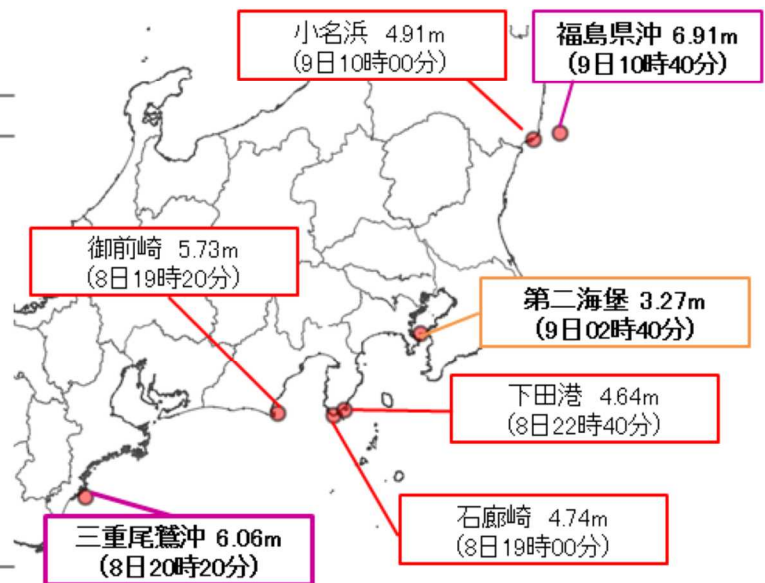 小名浜 4.91m
(9日10時00分)
福島県沖 6.91m
(9日10時40分)
御前崎 5.73m
(8日19時20分)
第二海堡 3.27m
(9日02時40分)
下田港 4.64m
(8日22時40分)
石廊崎 4.74m
(8日19時00分)
三重尾鷲沖 6.06m
(8日20時20分)